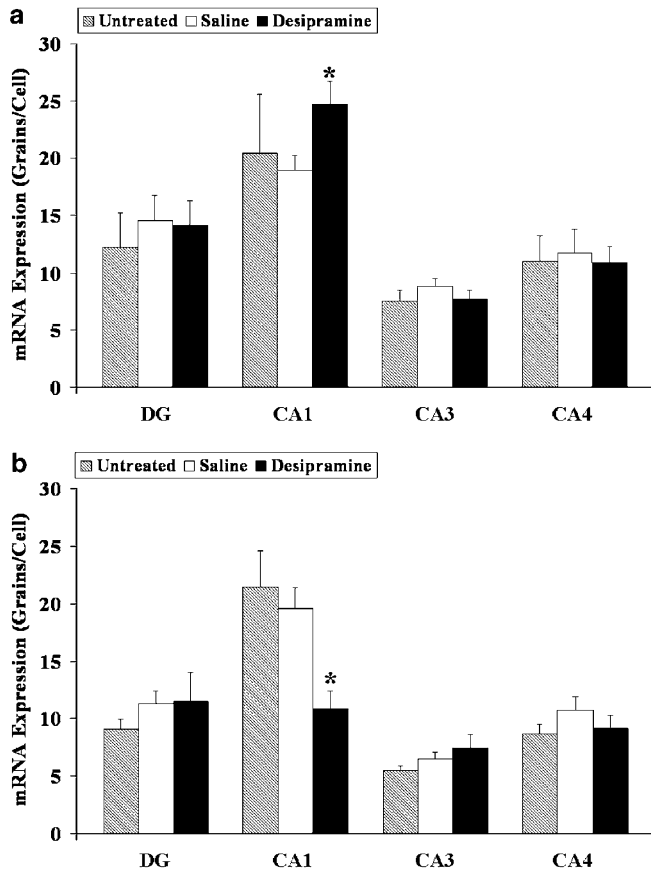 a
Untreated Saline Desipramine
30
25
20
15
10
5
0
mRNA Expression (Grains/Cell)
*
DG CA1 CA3 CA4
b
Untreated Saline Desipramine
30
25
20
15
10
5
0
mRNA Expression (Grains/Cell)
*
DG CA1 CA3 CA4